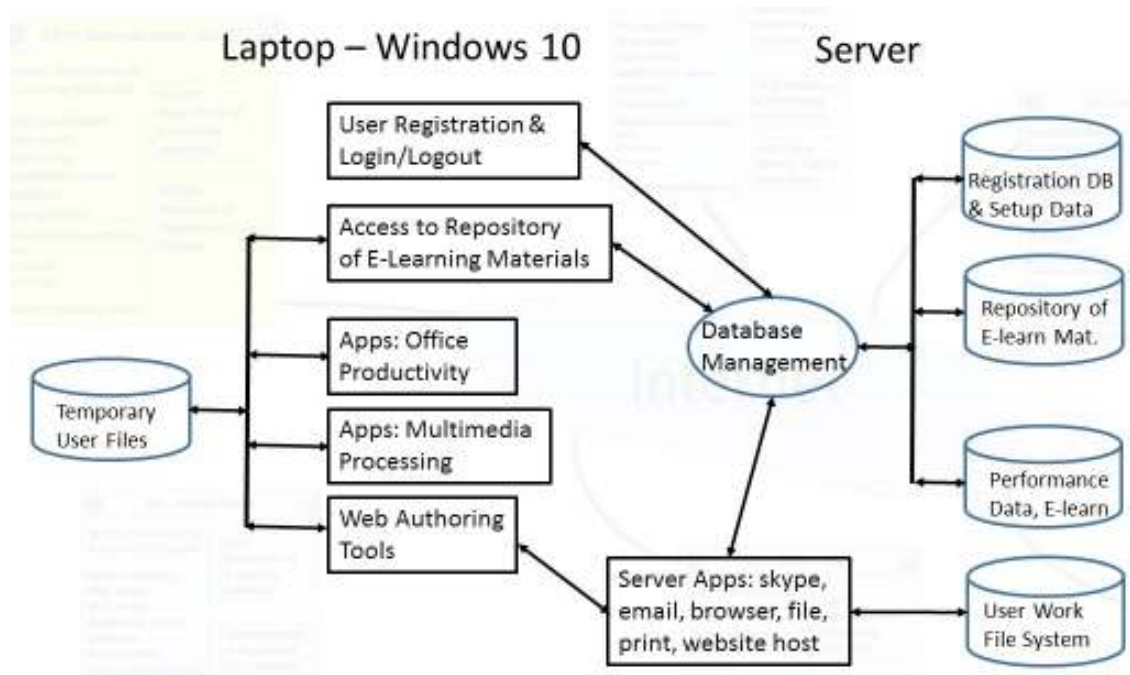 Laptop – Windows 10
Server
User Registration &
Login/Logout
Access to Repository
of E-Learning Materials
Apps: Office
Productivity
Apps: Multimedia
Processing
Web Authoring
Tools
Temporary
User Files
Database
Management
Server Apps: skype,
email, browser, file,
print, website host
Registration DB
& Setup Data
Repository of
E-learn Mat.
Performance
Data, E-learn
User Work
File System